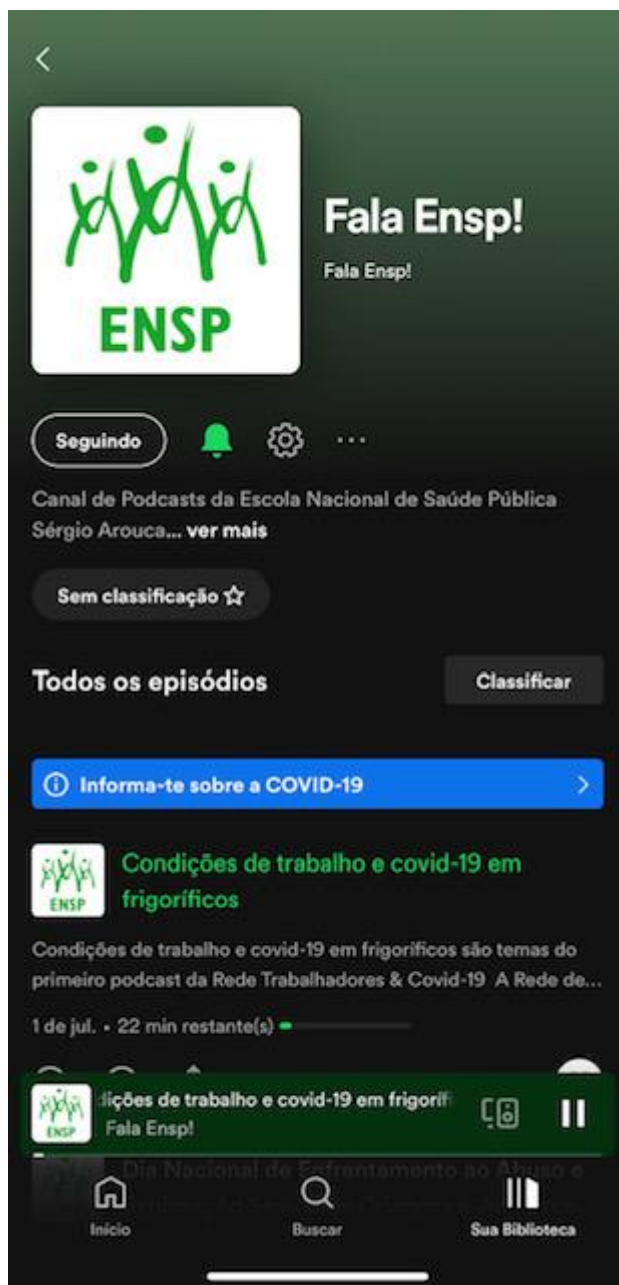 ENSP
Fala Ensp!
Fala Ensp!
Seguindo
Canal de Podcasts da Escola Nacional de Saúde Pública
Sérgio Arouca... ver mais
Sem classificação
Todos os episódios
Classificar
Informa-te sobre a COVID-19
ENSP
Condições de trabalho e covid-19 em
frigoríficos
Condições de trabalho e covid-19 em frigoríficos são temas do
primeiro podcast da Rede Trabalhadores & Covid-19 A Rede de...
1 de jul. • 22 min restante(s)
ENSP
dições de trabalho e covid-19 em frigoríf
Fala Ensp!
Dia Nacional de Enfrentamento ao Abuso e
Início
Buscar
Sua Biblioteca